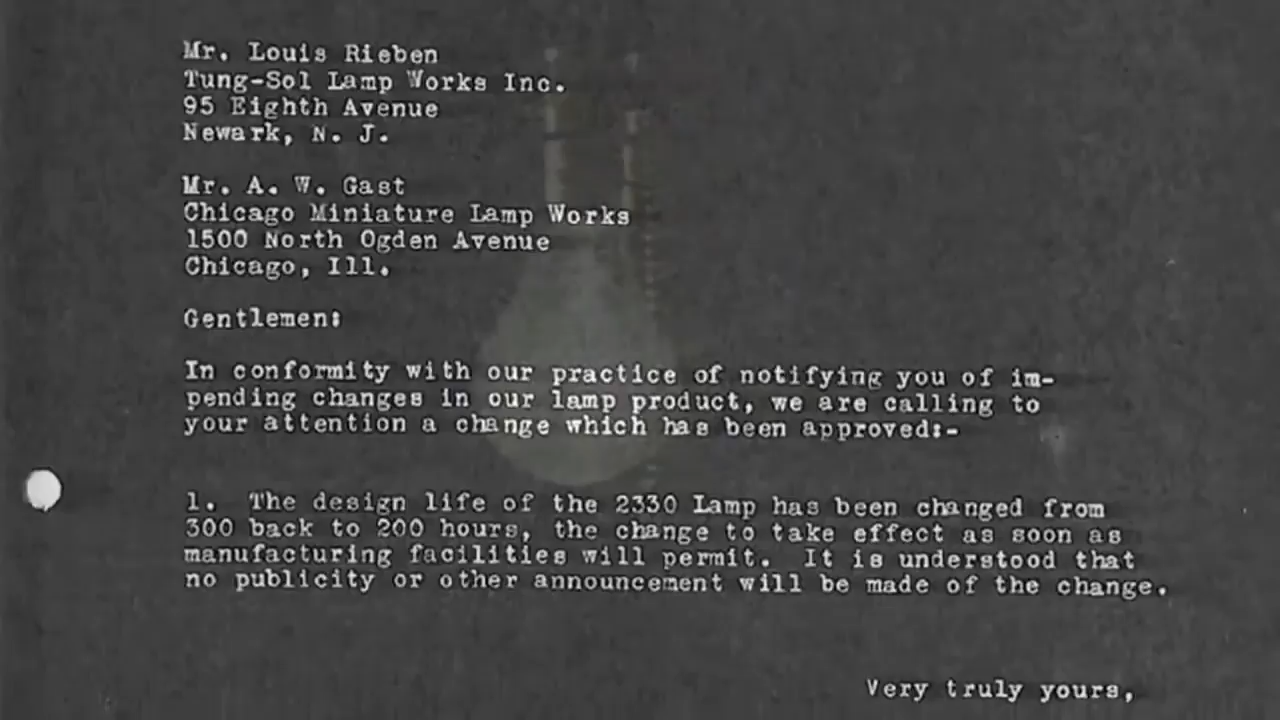 Mr. Louis Rieben
Tung-Sol Lamp Works Inc.
95 Eighth Avenue
Newark, N. J.
Mr. A. W. Gast
Chicago Miniature Lamp Works
1500 North Ogden Avenue
Chicago, Ill.
Gentlemen:
In conformity with our practice of notifying you of im-
pending changes in our lamp product, we are calling to
your attention a change which has been approved:-
1. The design life of the 2330 Lamp has been changed from
300 back to 200 hours, the change to take effect as soon as
manufacturing facilities will permit. It is understood that
no publicity or other announcement will be made of the change.
Very truly yours,